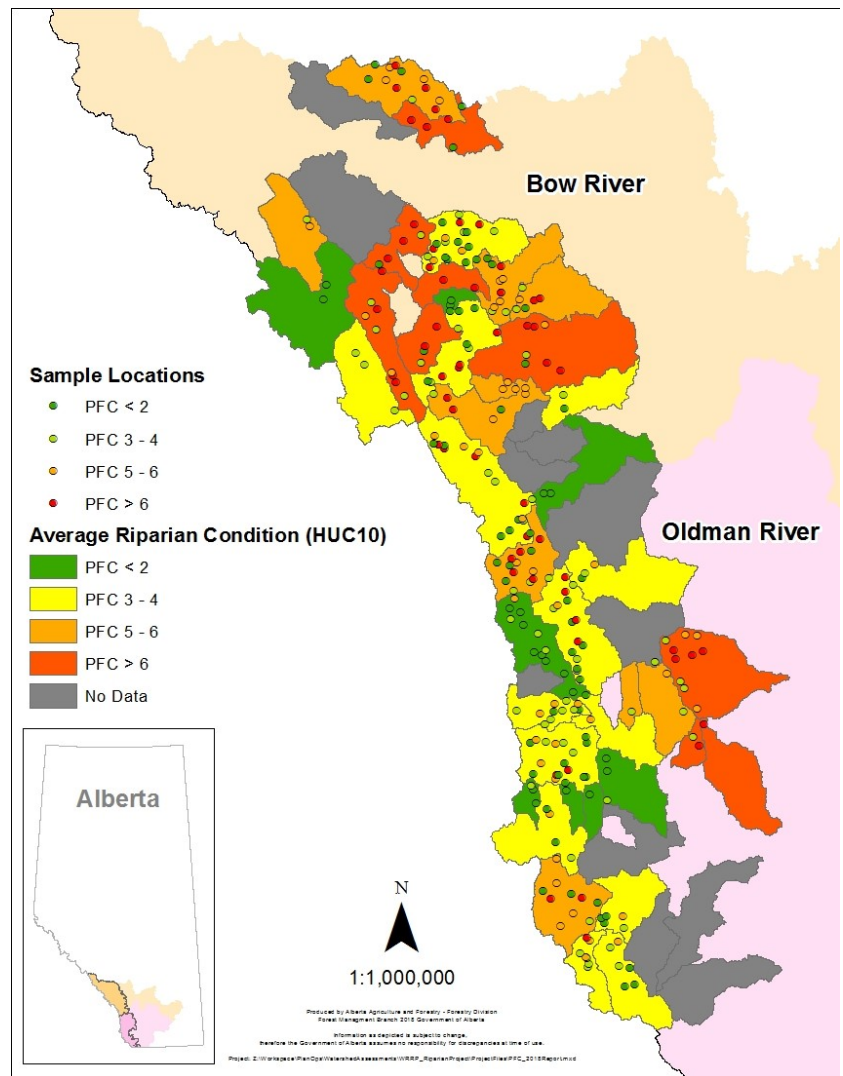 Bow River
Oldman River
Sample Locations
PFC < 2
PFC 3 - 4
PFC 5 - 6
PFC > 6
Average Riparian Condition (HUC10)
PFC < 2
PFC 3 - 4
PFC 5 - 6
PFC > 6
No Data
Alberta
N
1:1,000,000
Produced by Alberta Agriculture and Forestry - Forestry Division
Forest Managment Branch 2016 Government of Alberta
Information as depicted is subject to change,
therefore the Government of Alberta assumes no responsibility for discrepancies at time of use.